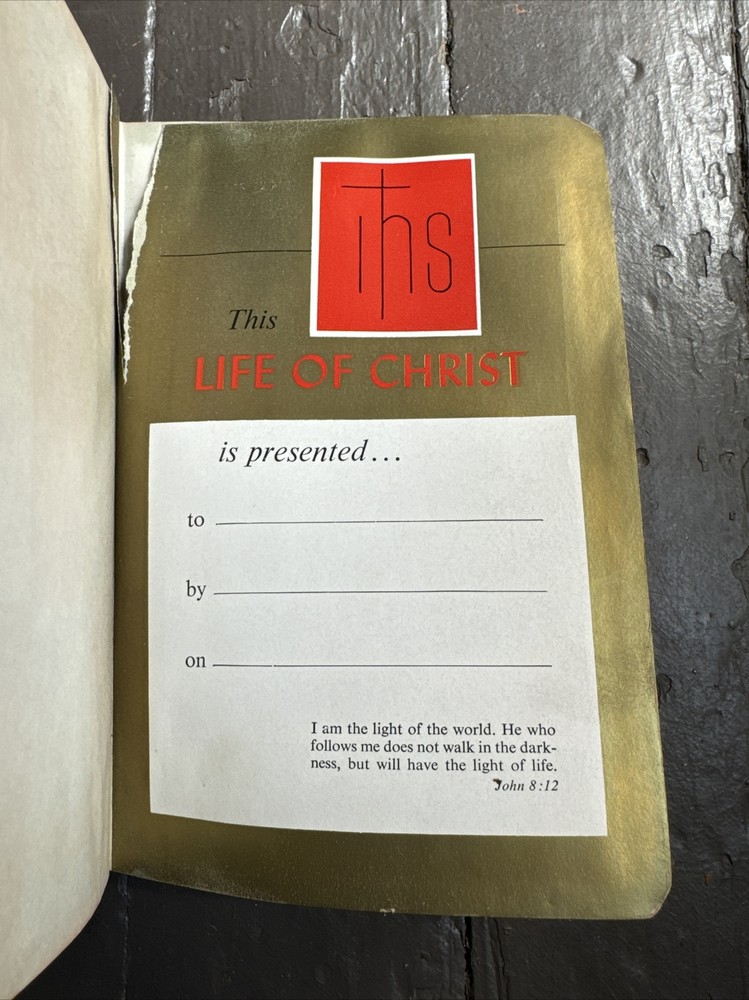 ihs
This
LIFE OF CHRIST
is presented...
to
by
on
I am the light of the world. He who
follows me does not walk in the dark-
ness, but will have the light of life.
John 8:12